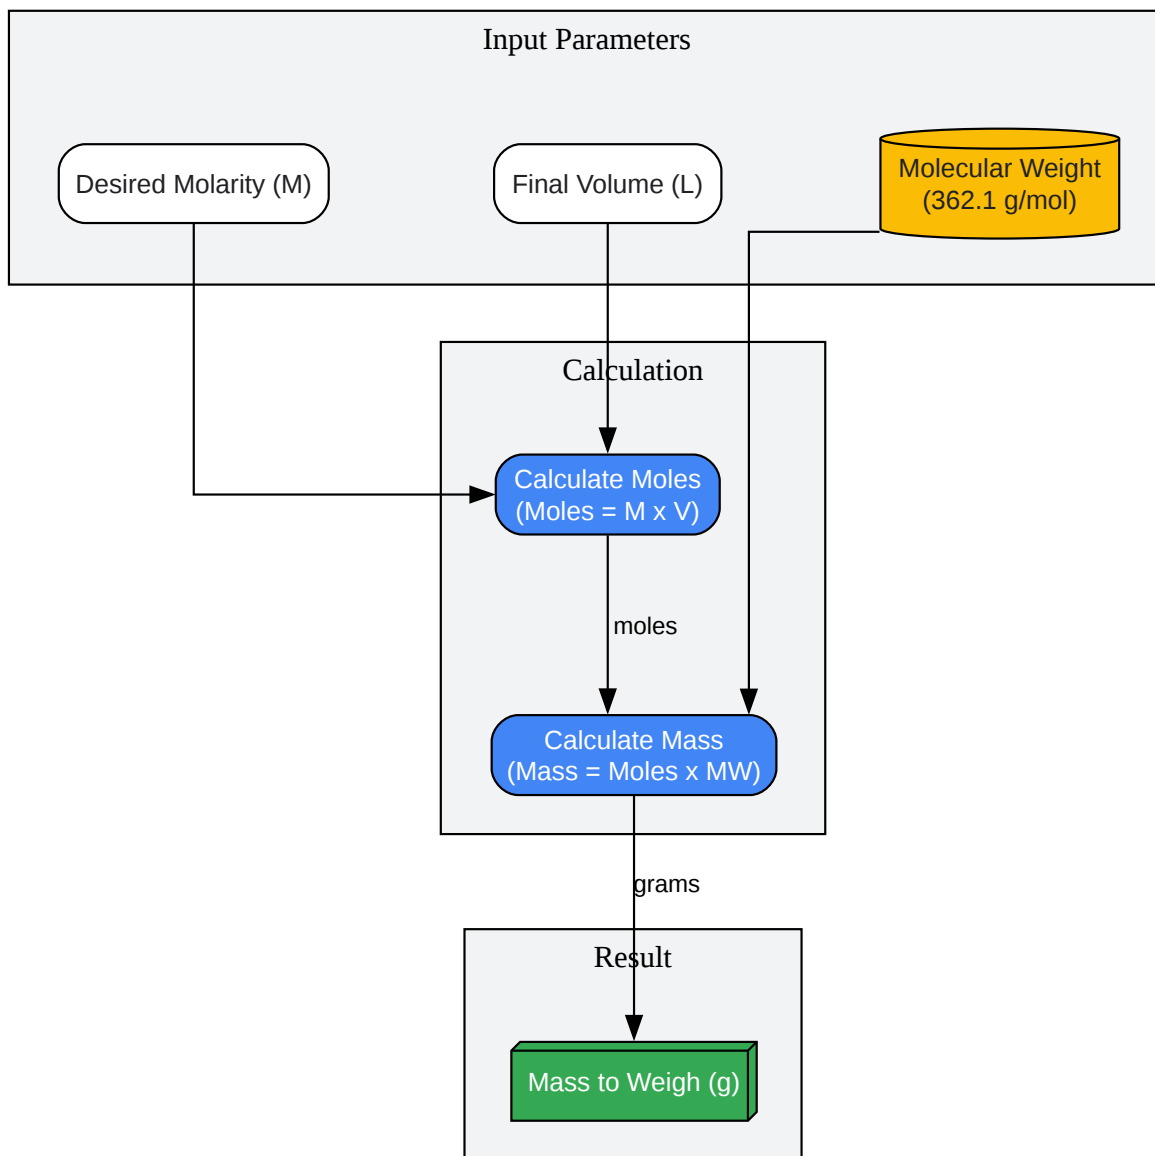 Input Parameters
Desired Molarity (M)
Final Volume (L)
Molecular Weight
(362.1 g/mol)
Calculation
Calculate Moles
(Moles = M x V)
moles
Calculate Mass
(Mass = Moles x MW)
grams
Result
Mass to Weigh (g)